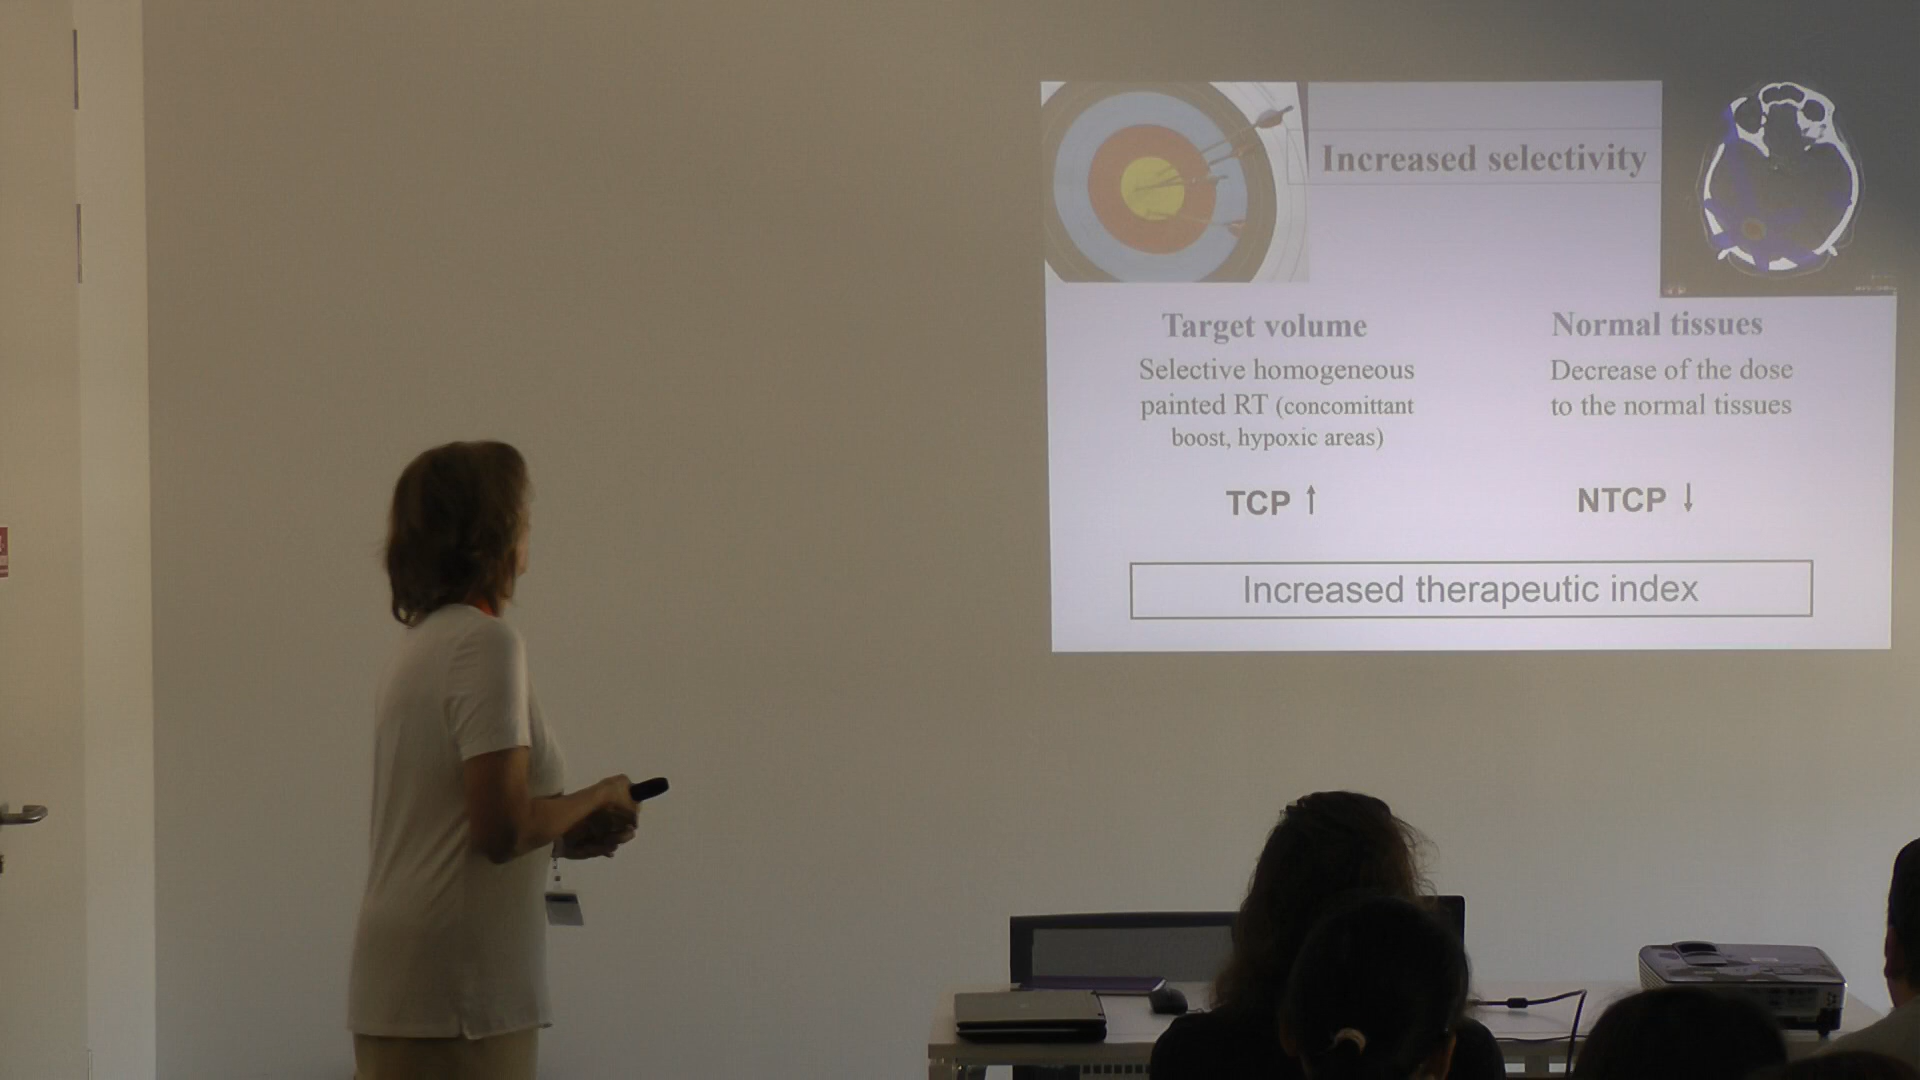 Increased selectivity
Target volume
Selective homogeneous
painted RT (concomittant
boost, hypoxic areas)
TCP ↑
Normal tissues
Decrease of the dose
to the normal tissues
NTCP ↓
Increased therapeutic index